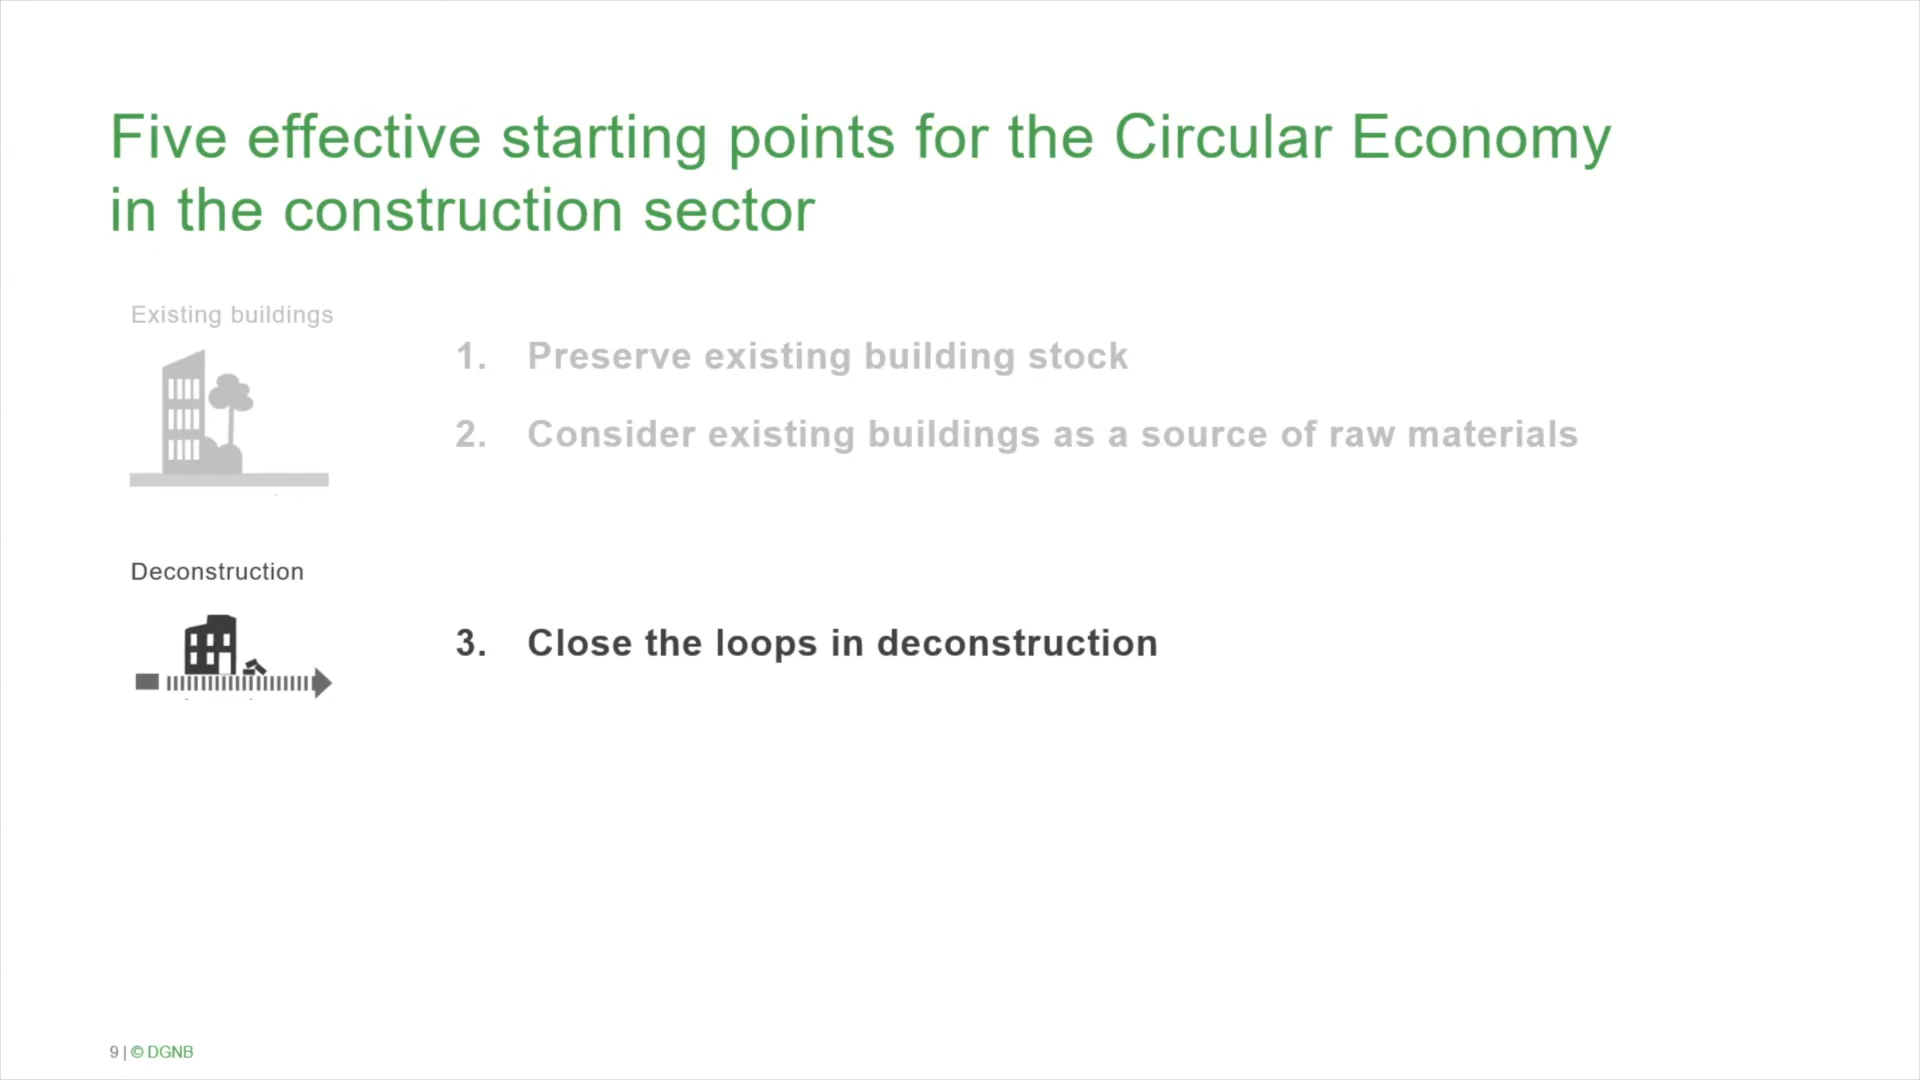 Five effective starting points for the Circular Economy
in the construction sector
Existing buildings
1. Preserve existing building stock
2. Consider existing buildings as a source of raw materials
Deconstruction
3. Close the loops in deconstruction
9 | © DGNB